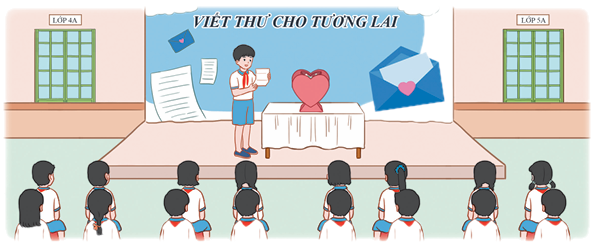 VIẾT THƯ CHO TƯƠNG LAI
LỚP 4A
LỚP 5A